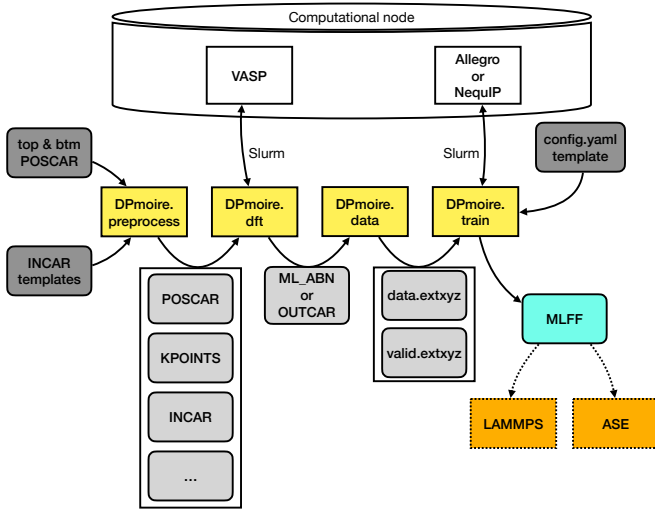 Computational node
VASP
Allegro
or
NequIP
Slurm
Slurm
top & btm
POSCAR
config.yaml
template
DPmoire.
preprocess
DPmoire.
dft
DPmoire.
data
DPmoire.
train
INCAR
templates
POSCAR
KPOINTS
INCAR
...
ML_ABN
or
OUTCAR
data.extxyz
valid.extxyz
MLFF
LAMMPS
ASE